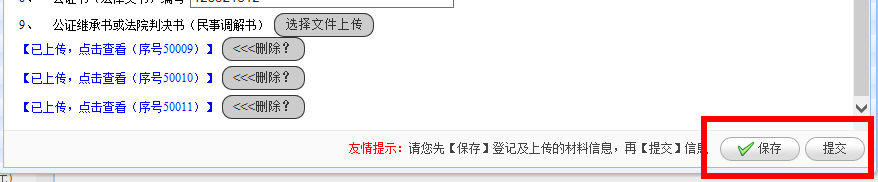 9、 公证继承书或法院判决书（民事调解书） 选择文件上传
【已上传，点击查看（序号50009）】 <<<删除？
【已上传，点击查看（序号50010）】 <<<删除？
【已上传，点击查看（序号50011）】 <<<删除？
友情提示：请您先【保存】登记及上传的材料信息，再【提交】信息 保存 提交